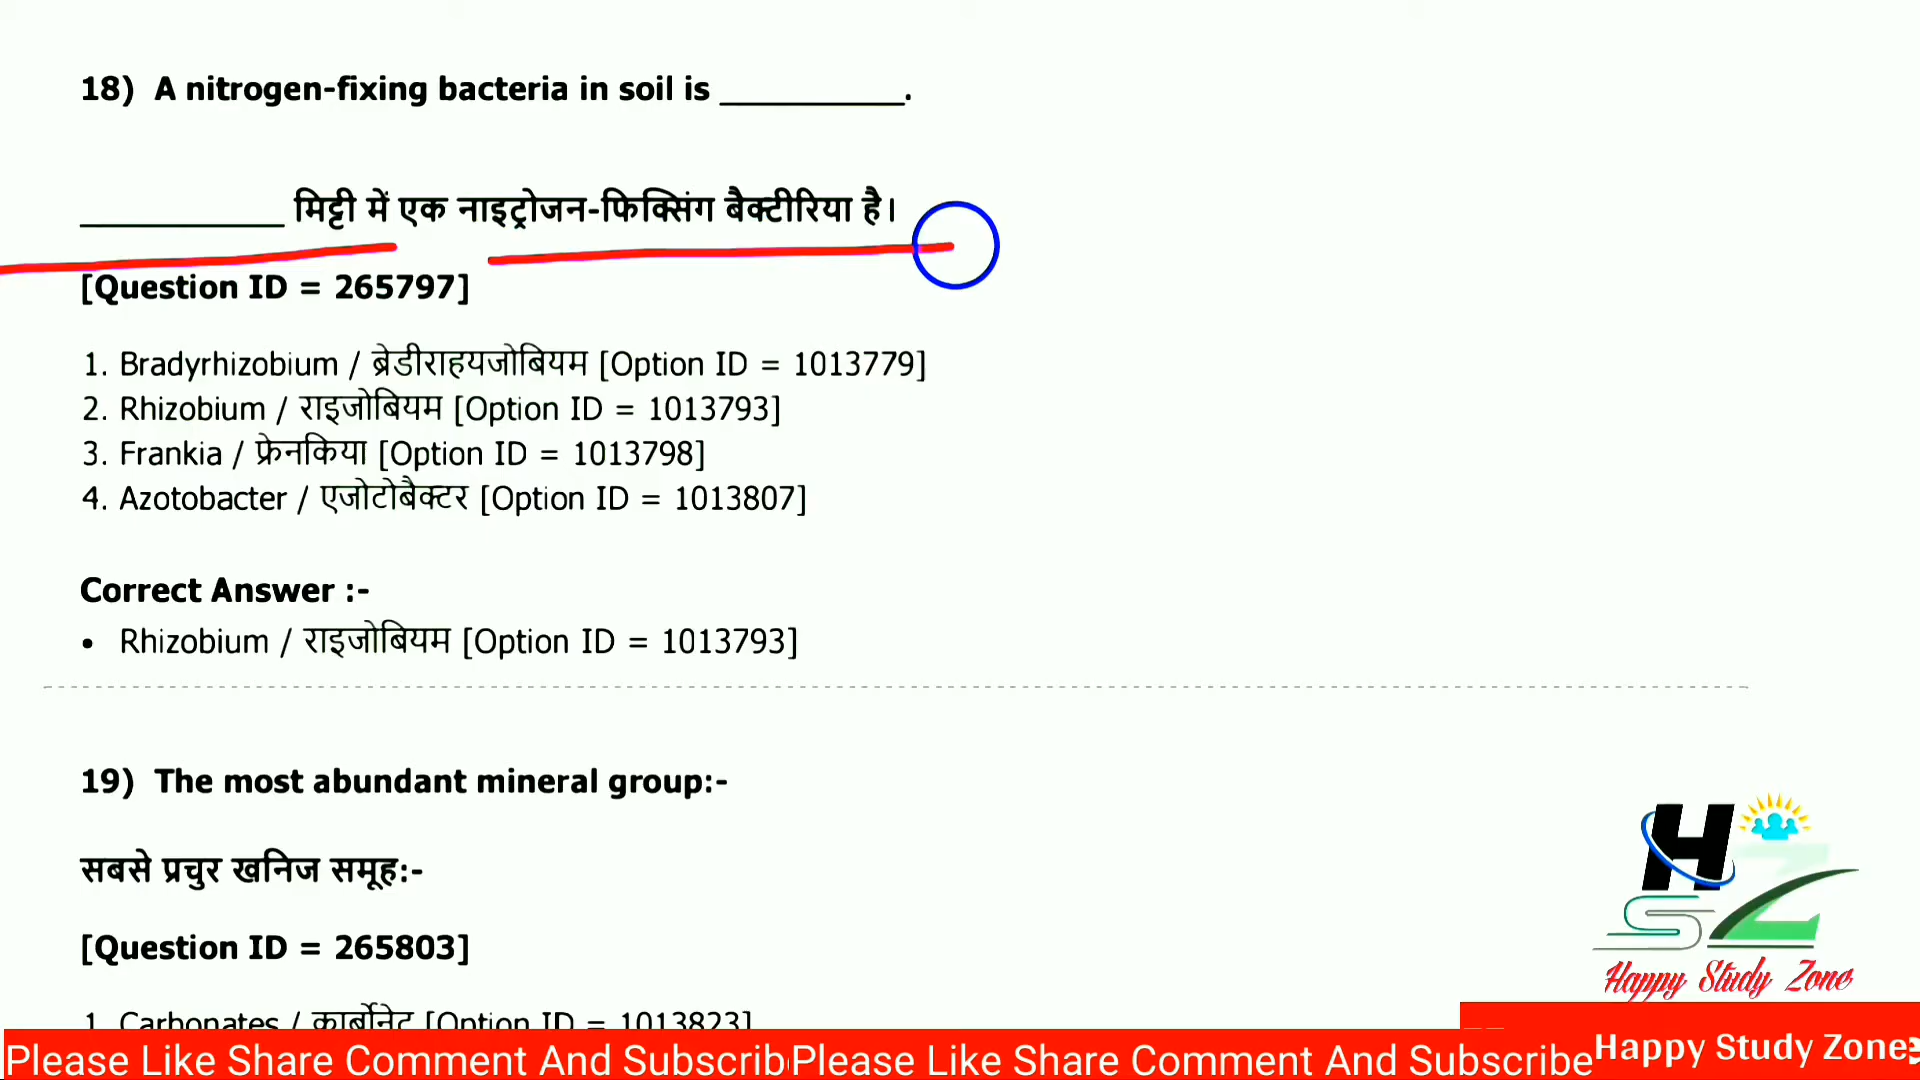 18) A nitrogen-fixing bacteria in soil is __________.
__________ मिट्टी में एक नाइट्रोजन-फिक्सिंग बैक्टीरिया है।
[Question ID = 265797]
1. Bradyrhizobium / ब्रेडीराहयजोबियम [Option ID = 1013779]
2. Rhizobium / राइजोबियम [Option ID = 1013793]
3. Frankia / फ्रेनकिया [Option ID = 1013798]
4. Azotobacter / एजोटोबैक्टर [Option ID = 1013807]
Correct Answer :-
• Rhizobium / राइजोबियम [Option ID = 1013793]
19) The most abundant mineral group:-
सबसे प्रचुर खनिज समूह:-
[Question ID = 265803]
1. Carbonates / कार्बोनेट [Option ID = 1013823]
HSZ
Happy Study Zone
Please Like Share Comment And Subscrib
Please Like Share Comment And Subscribe
Happy Study Zone